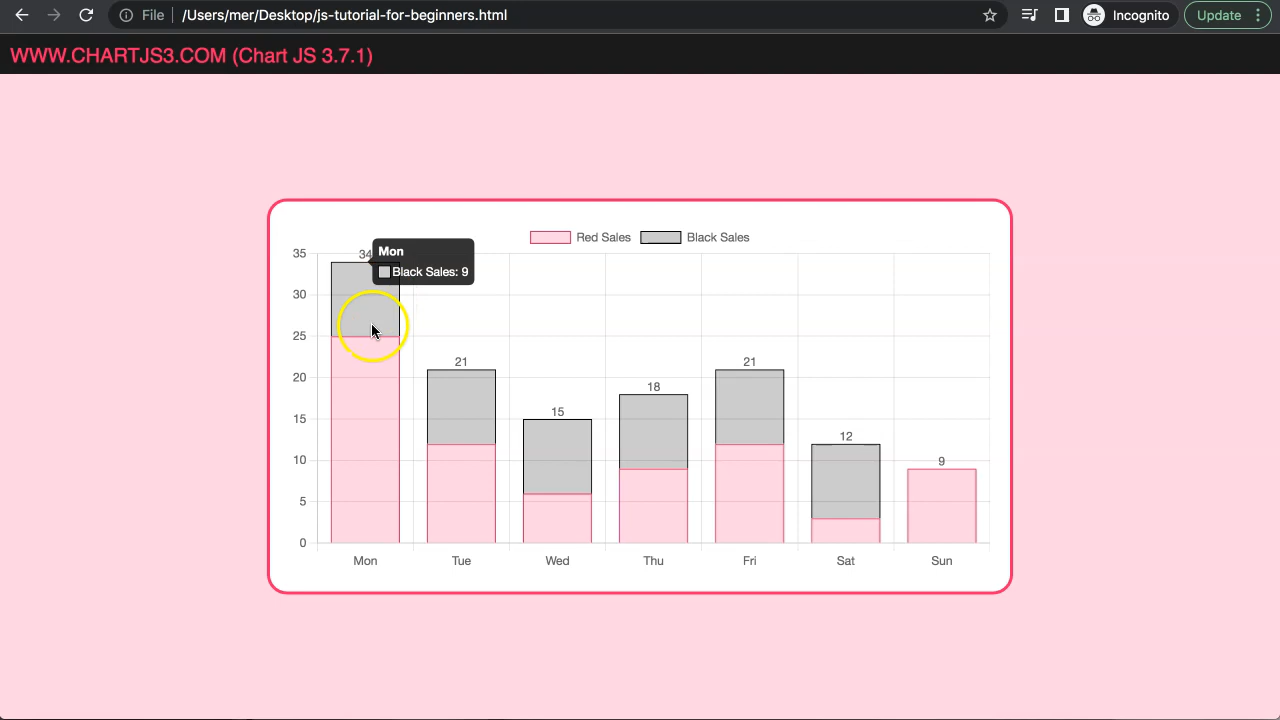 File /Users/mer/Desktop/js-tutorial-for-beginners.html Incognito Update
WWW.CHARTJS3.COM (Chart JS 3.7.1)
Red Sales Black Sales
35 34 Mon
Black Sales: 9
30
25
20 21 21
18
15 15
12
10 9
5
0
Mon Tue Wed Thu Fri Sat Sun